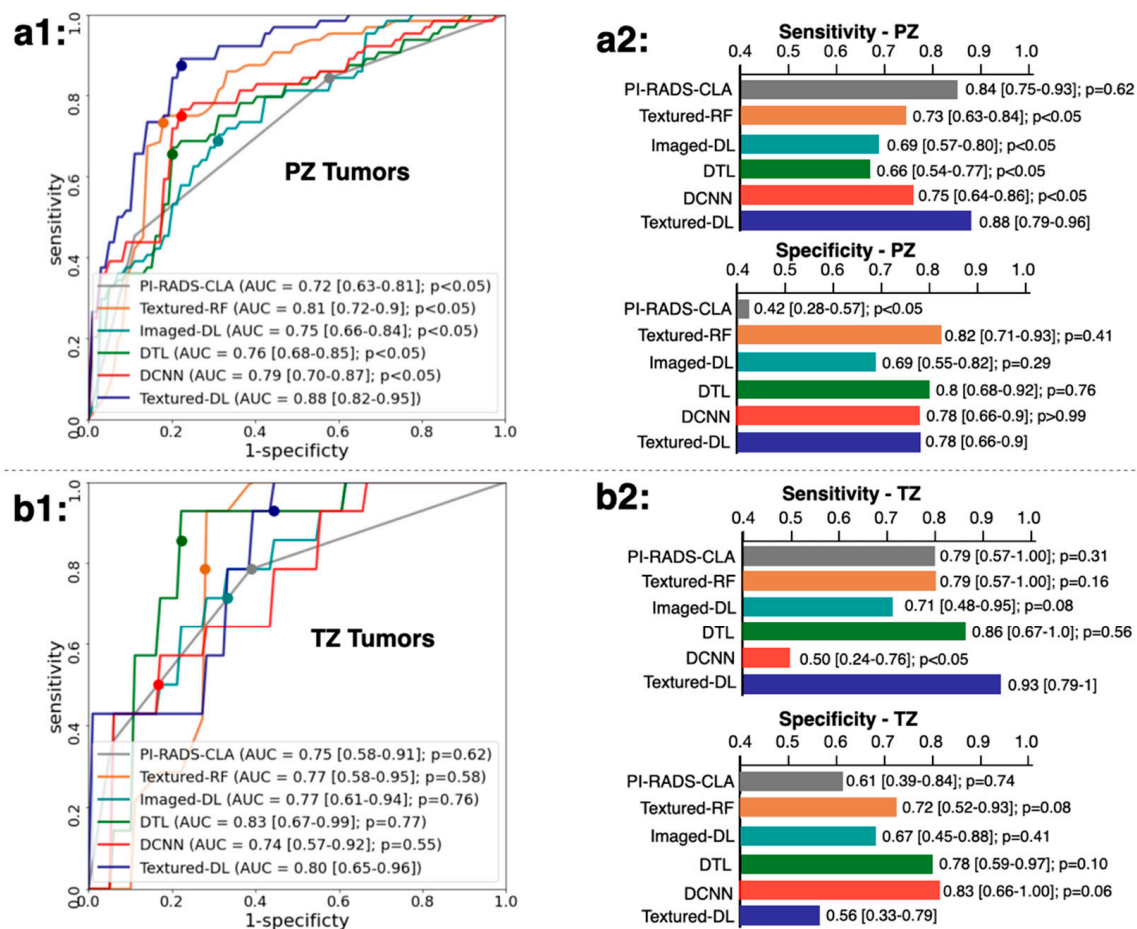 a1:
1.0
0.8
0.6
0.4
0.2
0.0
sensitivity
PZ Tumors
PI-RADS-CLA (AUC = 0.72 [0.63-0.81]; p<0.05)
Textured-RF (AUC = 0.81 [0.72-0.9]; p<0.05)
Imaged-DL (AUC = 0.75 [0.66-0.84]; p<0.05)
DTL (AUC = 0.76 [0.68-0.85]; p<0.05)
DCNN (AUC = 0.79 [0.70-0.87]; p<0.05)
Textured-DL (AUC = 0.88 [0.82-0.95])
0.0 0.2 0.4 0.6 0.8 1.0
1-specificty
a2:
Sensitivity - PZ
0.4 0.5 0.6 0.7 0.8 0.9 1.0
PI-RADS-CLA 0.84 [0.75-0.93]; p=0.62
Textured-RF 0.73 [0.63-0.84]; p<0.05
Imaged-DL 0.69 [0.57-0.80]; p<0.05
DTL 0.66 [0.54-0.77]; p<0.05
DCNN 0.75 [0.64-0.86]; p<0.05
Textured-DL 0.88 [0.79-0.96]
Specificity - PZ
0.4 0.5 0.6 0.7 0.8 0.9 1.0
PI-RADS-CLA 0.42 [0.28-0.57]; p<0.05
Textured-RF 0.82 [0.71-0.93]; p=0.41
Imaged-DL 0.69 [0.55-0.82]; p=0.29
DTL 0.8 [0.68-0.92]; p=0.76
DCNN 0.78 [0.66-0.9]; p>0.99
Textured-DL 0.78 [0.66-0.9]
b1:
1.0
0.8
0.6
0.4
0.2
0.0
sensitivity
TZ Tumors
PI-RADS-CLA (AUC = 0.75 [0.58-0.91]; p=0.62)
Textured-RF (AUC = 0.77 [0.58-0.95]; p=0.58)
Imaged-DL (AUC = 0.77 [0.61-0.94]; p=0.76)
DTL (AUC = 0.83 [0.67-0.99]; p=0.77)
DCNN (AUC = 0.74 [0.57-0.92]; p=0.55)
Textured-DL (AUC = 0.80 [0.65-0.96])
0.0 0.2 0.4 0.6 0.8 1.0
1-specificty
b2:
Sensitivity - TZ
0.4 0.5 0.6 0.7 0.8 0.9 1.0
PI-RADS-CLA 0.79 [0.57-1.00]; p=0.31
Textured-RF 0.79 [0.57-1.00]; p=0.16
Imaged-DL 0.71 [0.48-0.95]; p=0.08
DTL 0.86 [0.67-1.0]; p=0.56
DCNN 0.50 [0.24-0.76]; p<0.05
Textured-DL 0.93 [0.79-1]
Specificity - TZ
0.4 0.5 0.6 0.7 0.8 0.9 1.0
PI-RADS-CLA 0.61 [0.39-0.84]; p=0.74
Textured-RF 0.72 [0.52-0.93]; p=0.08
Imaged-DL 0.67 [0.45-0.88]; p=0.41
DTL 0.78 [0.59-0.97]; p=0.10
DCNN 0.83 [0.66-1.00]; p=0.06
Textured-DL 0.56 [0.33-0.79]